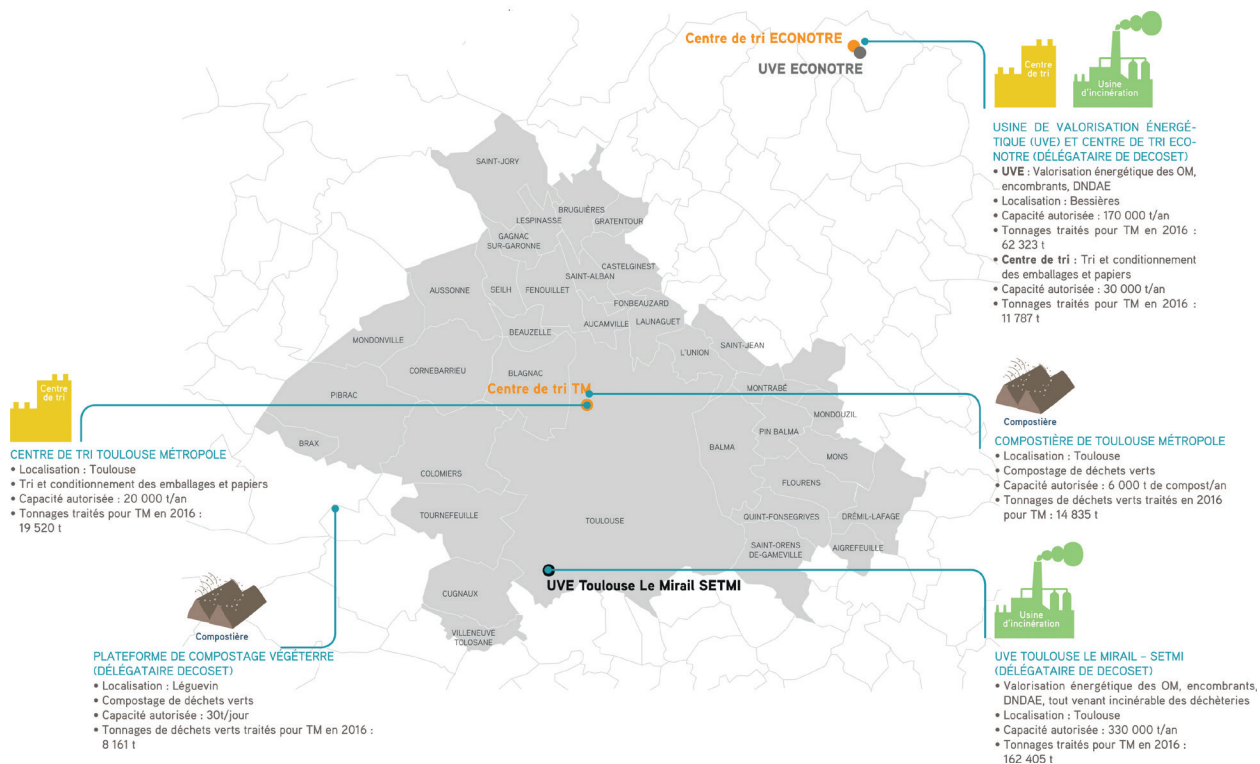 Centre de tri ECONOTRE
UVE ECONOTRE
Centre
de tri
Usine
d'incinération
USINE DE VALORISATION ÉNERGÉ-
TIQUE (UVE) ET CENTRE DE TRI ECO-
NOTRE (DÉLÉGATAIRE DE DECOSET)
• UVE : Valorisation énergétique des OM,
encombrants, DNDAE
• Localisation : Bessières
• Capacité autorisée : 170 000 t/an
• Tonnages traités pour TM en 2016 :
62 323 t
• Centre de tri : Tri et conditionnement
des emballages et papiers
• Capacité autorisée : 30 000 t/an
• Tonnages traités pour TM en 2016 :
11 787 t
SAINT-JORY
BRUGUIÈRES
LESPINASSE
GRATENTOUR
GAGNAC
SUR-GARONNE
CASTELGINEST
SAINT-ALBAN
AUSSONNE
SEILH
FENOUILLET
FONBEAUZARD
BEAUZELLE
AUCAMVILLE
LAUNAGUET
MONDONVILLE
L'UNION
SAINT-JEAN
CORNEBARRIEU
BLAGNAC
Centre de tri TM
MONTRABÉ
PIBRAC
MONDOUZIL
PIN BALMA
BRAX
BALMA
MONS
COLOMIERS
FLOURENS
TOURNEFEUILLE
TOULOUSE
QUINT-FONSEGRIVES
DRÉMIL-LAFAGE
SAINT-ORENS
DE-GAMEVILLE
AIGREFEUILLE
UVE Toulouse Le Mirail SETMI
CUGNAUX
VILLENEUVE
TOLOSANE
Centre
de tri
CENTRE DE TRI TOULOUSE MÉTROPOLE
• Localisation : Toulouse
• Tri et conditionnement des emballages et papiers
• Capacité autorisée : 20 000 t/an
• Tonnages traités pour TM en 2016 :
19 520 t
Compostière
COMPOSTIÈRE DE TOULOUSE MÉTROPOLE
• Localisation : Toulouse
• Compostage de déchets verts
• Capacité autorisée : 6 000 t de compost/an
• Tonnages de déchets verts traités en 2016
pour TM : 14 835 t
Compostière
PLATEFORME DE COMPOSTAGE VÉGÉTERRE
(DÉLÉGATAIRE DECOSET)
• Localisation : Léguevin
• Compostage de déchets verts
• Capacité autorisée : 30t/jour
• Tonnages de déchets verts traités pour TM en 2016 :
8 161 t
Usine
d'incinération
UVE TOULOUSE LE MIRAIL – SETMI
(DÉLÉGATAIRE DE DECOSET)
• Valorisation énergétique des OM, encombrants,
DNDAE, tout venant incinérable des déchèteries
• Localisation : Toulouse
• Capacité autorisée : 330 000 t/an
• Tonnages traités pour TM en 2016 :
162 405 t